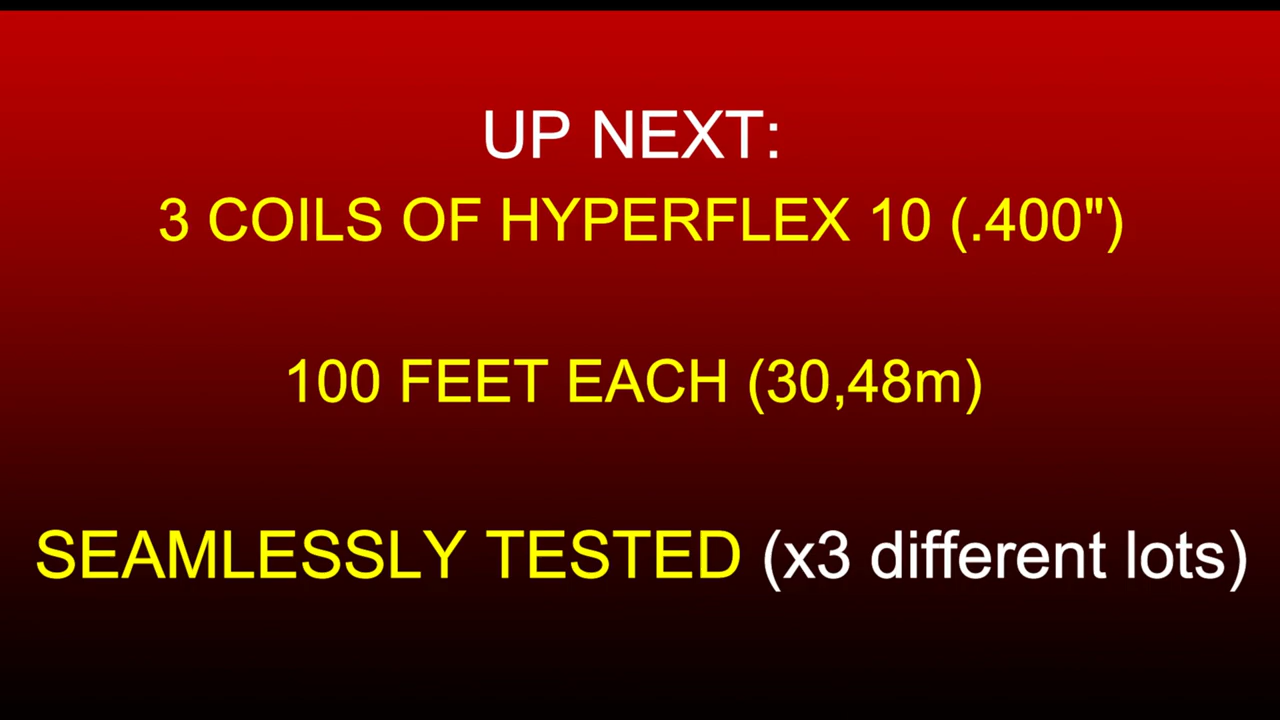 UP NEXT:
3 COILS OF HYPERFLEX 10 (.400")
100 FEET EACH (30,48m)
SEAMLESSLY TESTED (x3 different lots)